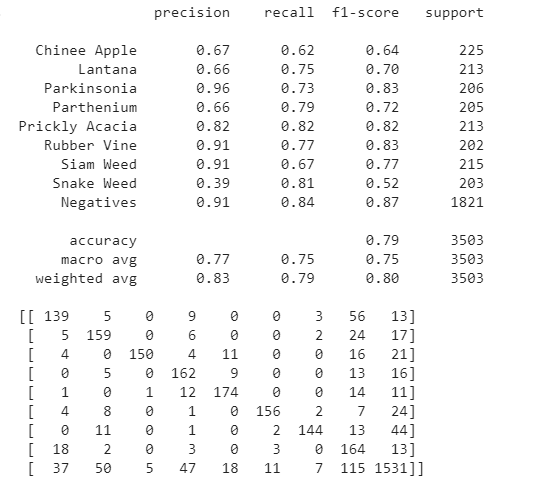 precision recall f1-score support
Chinee Apple 0.67 0.62 0.64 225
Lantana 0.66 0.75 0.70 213
Parkinsonia 0.96 0.73 0.83 206
Parthenium 0.66 0.79 0.72 205
Prickly Acacia 0.82 0.82 0.82 213
Rubber Vine 0.91 0.77 0.83 202
Siam Weed 0.91 0.67 0.77 215
Snake Weed 0.39 0.81 0.52 203
Negatives 0.91 0.84 0.87 1821
accuracy 0.79 3503
macro avg 0.77 0.75 0.75 3503
weighted avg 0.83 0.79 0.80 3503
[[ 139 5 0 9 0 0 3 56 13]
[ 5 159 0 6 0 0 2 24 17]
[ 4 0 150 4 11 0 0 16 21]
[ 0 5 0 162 9 0 0 13 16]
[ 1 0 1 12 174 0 0 14 11]
[ 4 8 0 1 0 156 2 7 24]
[ 0 11 0 1 0 2 144 13 44]
[ 18 2 0 3 0 3 0 164 13]
[ 37 50 5 47 18 11 7 115 1531]]